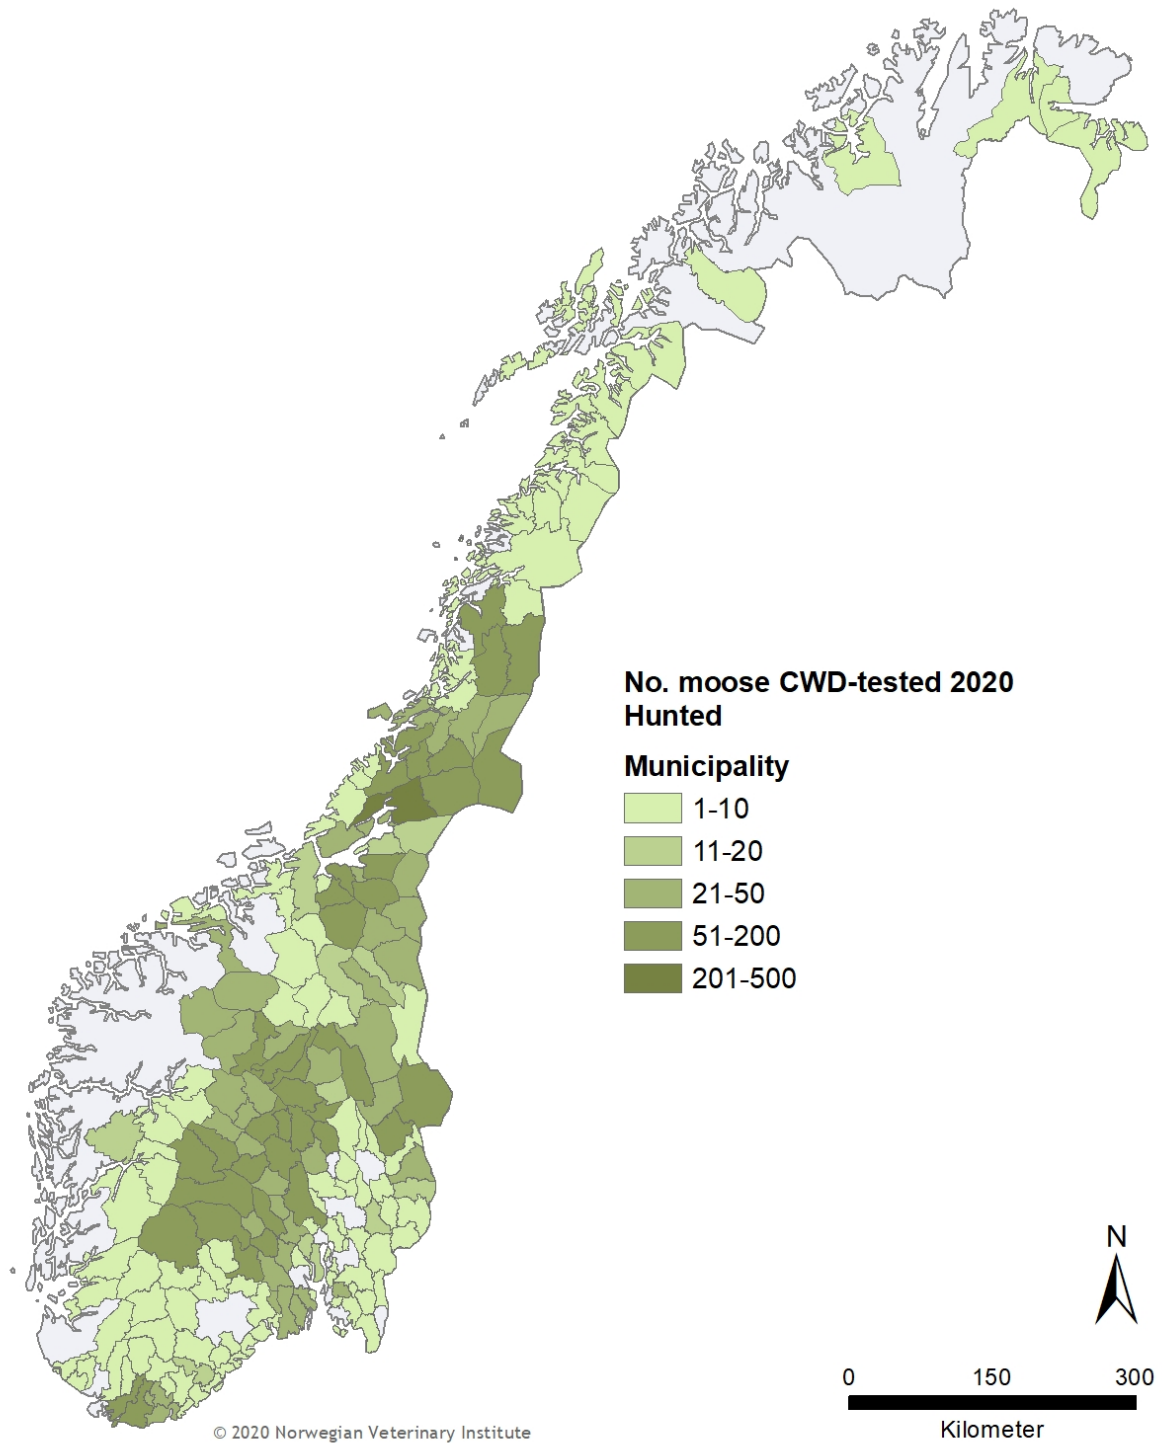 No. moose CWD-tested 2020
Hunted
Municipality
1-10
11-20
21-50
51-200
201-500
N
0 150 300
Kilometer
© 2020 Norwegian Veterinary Institute